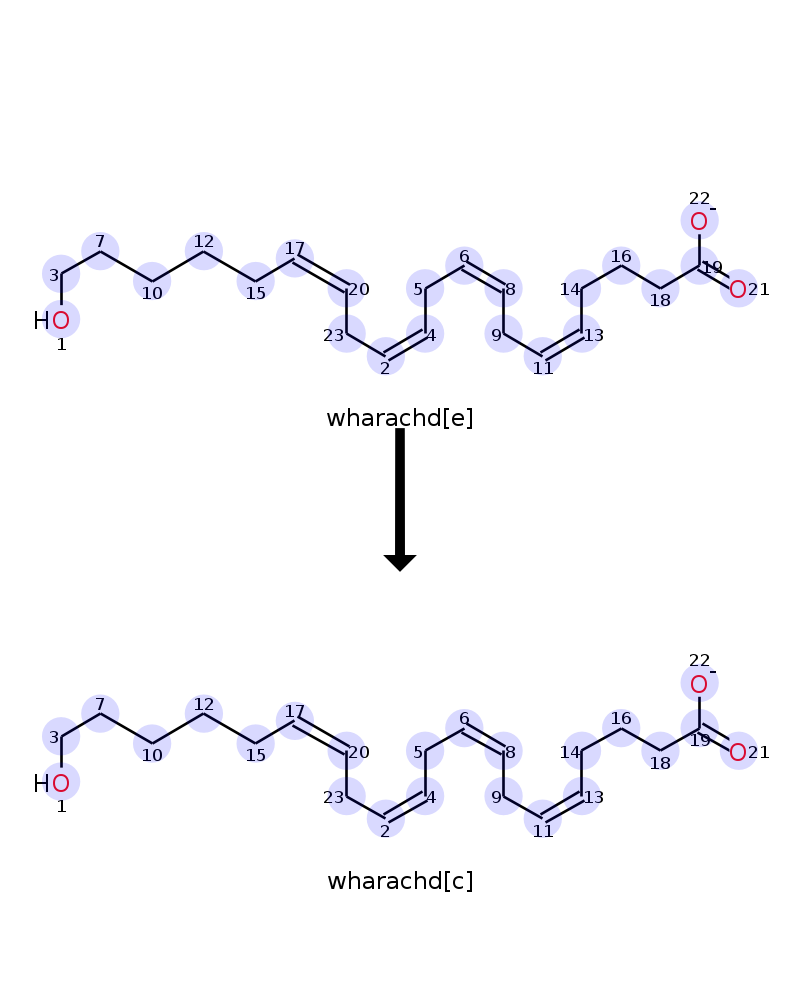 22
O-
7 12 17 6 16 19
3 10 15 20 5 8 14 18 O 21
HO 23 4 9 13
1 2 11
wharachd[e]
22
O-
7 12 17 6 16
3 10 15 20 5 8 14 18 19 O 21
HO 23 4 9 13
1 2 11
wharachd[c]